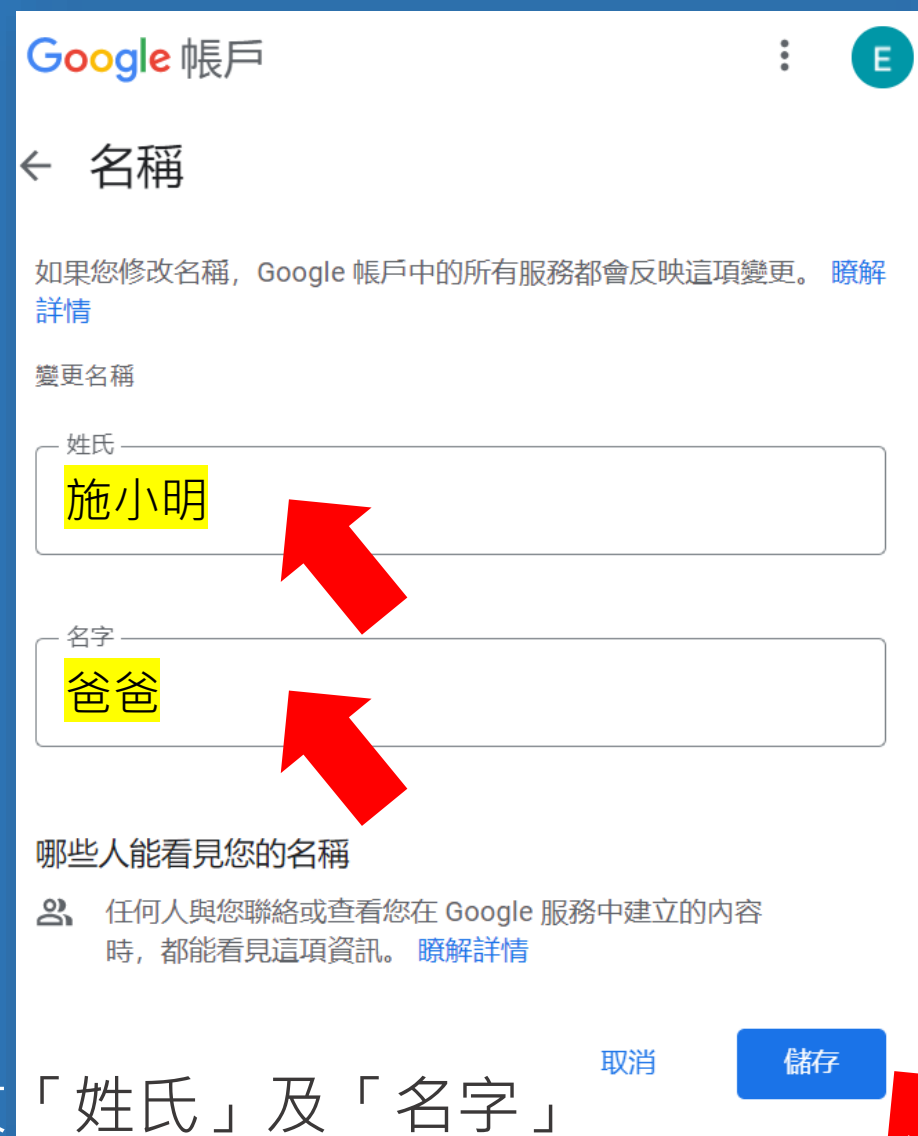 Google 帳戶
E
← 名稱
如果您修改名稱，Google 帳戶中的所有服務都會反映這項變更。 瞭解
詳情
變更名稱
姓氏
施小明
名字
爸爸
哪些人能看見您的名稱
任何人與您聯絡或查看您在 Google 服務中建立的內容
時，都能看見這項資訊。 瞭解詳情
取消
儲存
「姓氏」及「名字」